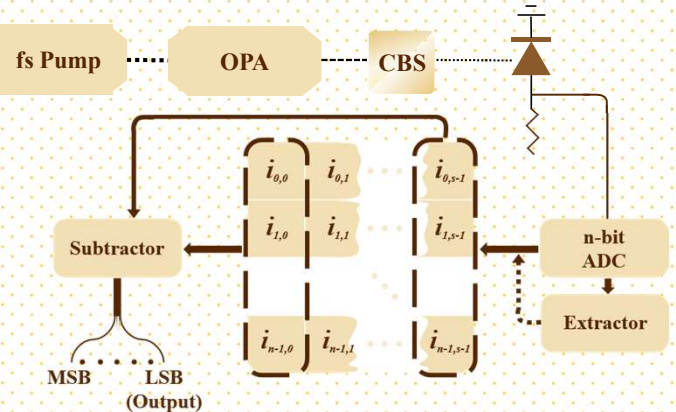 fs Pump
OPA
CBS
i0,0
i0,1
i0,s-1
i1,0
i1,1
i1,s-1
in-1,0
in-1,1
in-1,s-1
Subtractor
n-bit
ADC
Extractor
MSB
LSB
(Output)